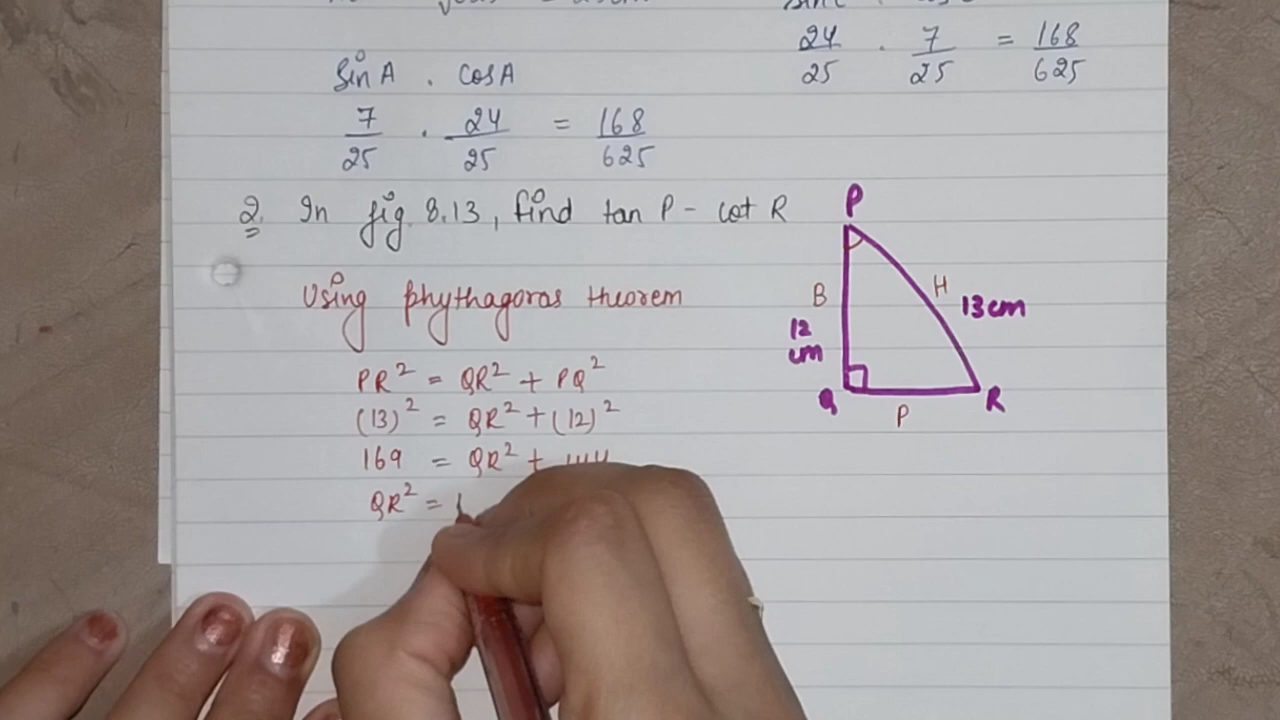 24/25 . 7/25 = 168/625
Sin A . cos A
7/25 . 24/25 = 168/625
2. In fig. 8.13, find tan P - cot R
Using phythagoras theorem
PR² = QR² + PQ²
(13)² = QR² + (12)²
169 = QR² + 144
QR² =
P
B
H
13cm
12
cm
Q
R
P